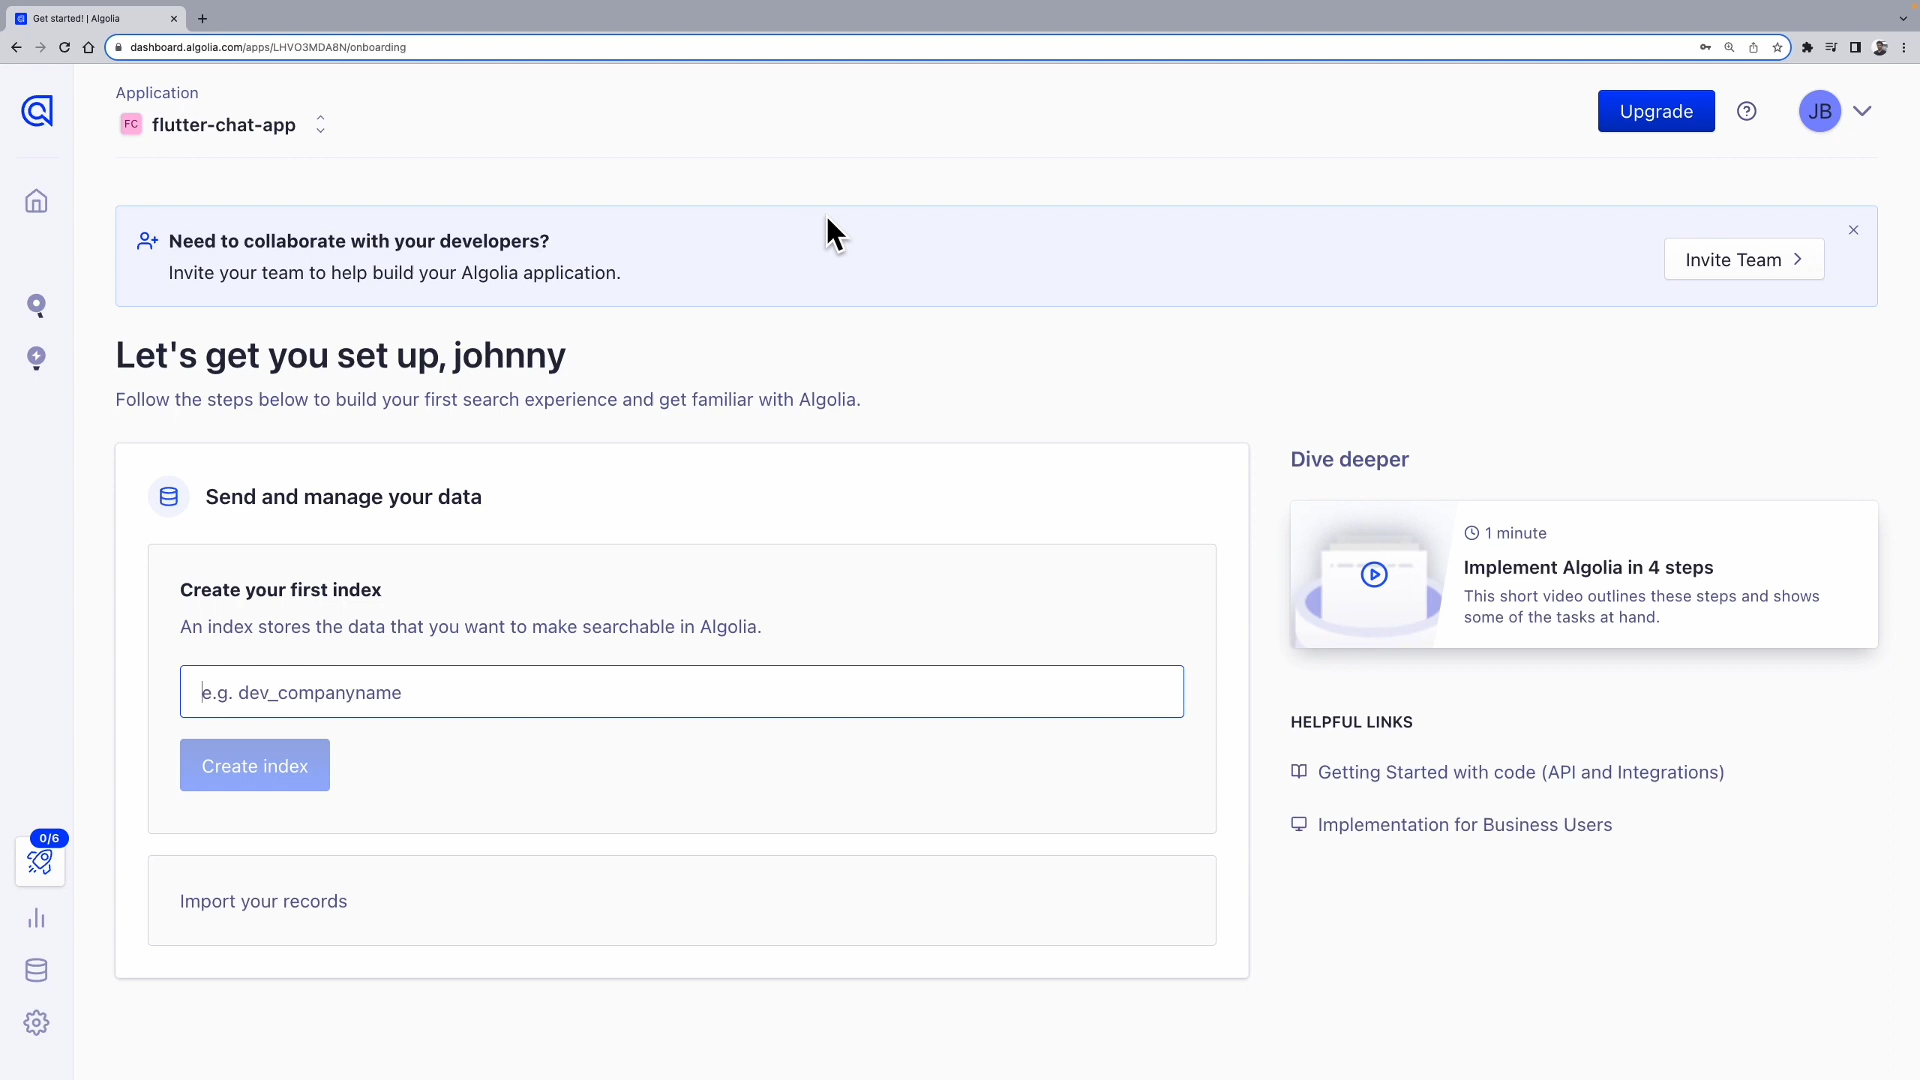 Get started! | Algolia
dashboard.algolia.com/apps/LHVO3MDA8N/onboarding
Application
FC flutter-chat-app
Upgrade
JB
Need to collaborate with your developers?
Invite your team to help build your Algolia application.
Invite Team
Let's get you set up, johnny
Follow the steps below to build your first search experience and get familiar with Algolia.
Send and manage your data
Create your first index
An index stores the data that you want to make searchable in Algolia.
e.g. dev_companyname
Create index
Import your records
Dive deeper
1 minute
Implement Algolia in 4 steps
This short video outlines these steps and shows
some of the tasks at hand.
HELPFUL LINKS
Getting Started with code (API and Integrations)
Implementation for Business Users
0/6